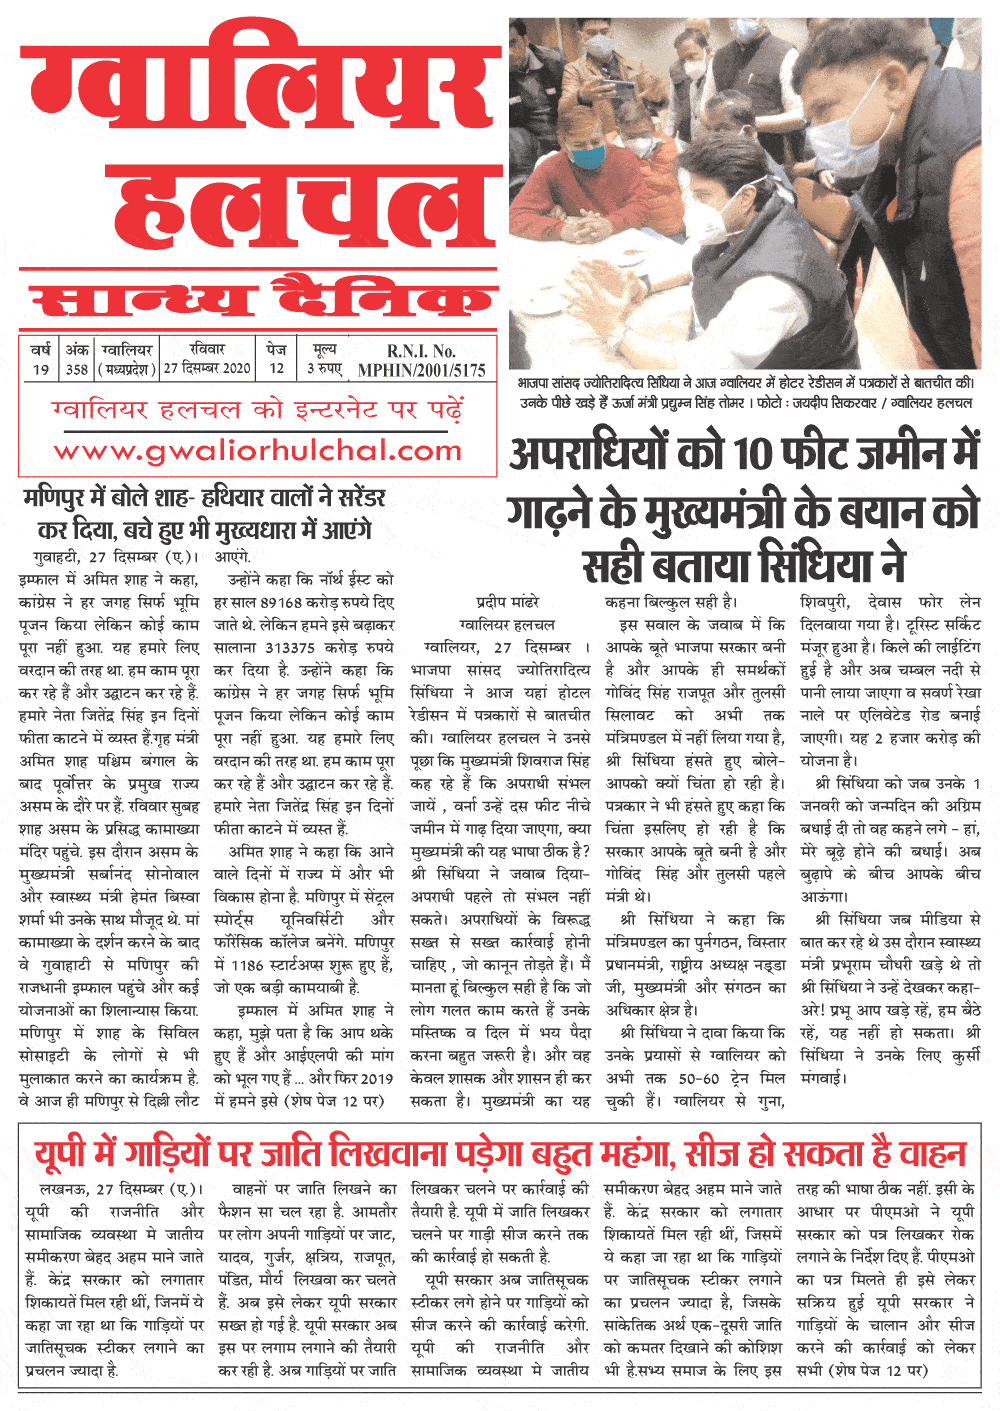 ग्वालियर
हलचल
सान्ध्य दैनिक
वर्ष
19
अंक
358
ग्वालियर
( मध्यप्रदेश )
रविवार
27 दिसम्बर 2020
पेज
12
मूल्य
3 रुपए
R.N.I. No.
MPHIN/2001/5175
ग्वालियर हलचल को इन्टरनेट पर पढ़ें
www.gwaliorhulchal.com
भाजपा सांसद ज्योतिरादित्य सिंधिया ने आज ग्वालियर में होटर रेडीसन में पत्रकारों से बातचीत की।
उनके पीछे खड़े हैं ऊर्जा मंत्री प्रद्युम्न सिंह तोमर । फोटो : जयदीप सिकरवार / ग्वालियर हलचल
मणिपुर में बोले शाह- हथियार वालों ने सरेंडर
कर दिया, बचे हुए भी मुख्यधारा में आएंगे
गुवाहटी, 27 दिसम्बर (ए.)।
इम्फाल में अमित शाह ने कहा,
कांग्रेस ने हर जगह सिर्फ भूमि
पूजन किया लेकिन कोई काम
पूरा नहीं हुआ. यह हमारे लिए
वरदान की तरह था. हम काम पूरा
कर रहे हैं और उद्घाटन कर रहे हैं.
हमारे नेता जितेंद्र सिंह इन दिनों
फीता काटने में व्यस्त हैं.गृह मंत्री
अमित शाह पश्चिम बंगाल के
बाद पूर्वोत्तर के प्रमुख राज्य
असम के दौरे पर हैं. रविवार सुबह
शाह असम के प्रसिद्ध कामाख्या
मंदिर पहुंचे. इस दौरान असम के
मुख्यमंत्री सर्बानंद सोनोवाल
और स्वास्थ्य मंत्री हेमंत बिस्वा
शर्मा भी उनके साथ मौजूद थे. मां
कामाख्या के दर्शन करने के बाद
वे गुवाहाटी से मणिपुर की
राजधानी इम्फाल पहुंचे और कई
योजनाओं का शिलान्यास किया.
मणिपुर में शाह के सिविल
सोसाइटी के लोगों से भी
मुलाकात करने का कार्यक्रम है.
वे आज ही मणिपुर से दिल्ली लौट
आएंगे.
उन्होंने कहा कि नॉर्थ ईस्ट को
हर साल 89168 करोड़ रुपये दिए
जाते थे. लेकिन हमने इसे बढ़ाकर
सालाना 313375 करोड़ रुपये
कर दिया है. उन्होंने कहा कि
कांग्रेस ने हर जगह सिर्फ भूमि
पूजन किया लेकिन कोई काम
पूरा नहीं हुआ. यह हमारे लिए
वरदान की तरह था. हम काम पूरा
कर रहे हैं और उद्घाटन कर रहे हैं.
हमारे नेता जितेंद्र सिंह इन दिनों
फीता काटने में व्यस्त हैं.
अमित शाह ने कहा कि आने
वाले दिनों में राज्य में और भी
विकास होना है. मणिपुर में सेंट्रल
स्पोर्ट्स यूनिवर्सिटी और
फॉरेंसिक कॉलेज बनेंगे. मणिपुर
में 1186 स्टार्टअप्स शुरू हुए हैं,
जो एक बड़ी कामयाबी है.
इम्फाल में अमित शाह ने
कहा, मुझे पता है कि आप थके
हुए हैं और आईएलपी की मांग
को भूल गए हैं ... और फिर 2019
में हमने इसे (शेष पेज 12 पर)
अपराधियों को 10 फीट जमीन में
गाढ़ने के मुख्यमंत्री के बयान को
सही बताया सिंधिया ने
प्रदीप मांढरे
ग्वालियर हलचल
ग्वालियर, 27 दिसम्बर ।
भाजपा सांसद ज्योतिरादित्य
सिंधिया ने आज यहां होटल
रेडीसन में पत्रकारों से बातचीत
की। ग्वालियर हलचल ने उनसे
पूछा कि मुख्यमंत्री शिवराज सिंह
कह रहे हैं कि अपराधी संभल
जायें , वर्ना उन्हें दस फीट नीचे
जमीन में गाढ़ दिया जाएगा, क्या
मुख्यमंत्री की यह भाषा ठीक है?
श्री सिंधिया ने जवाब दिया-
अपराधी पहले तो संभल नहीं
सकते। अपराधियों के विरूद्ध
सख्त से सख्त कार्रवाई होनी
चाहिए , जो कानून तोड़ते हैं। मैं
मानता हूं बिल्कुल सही है कि जो
लोग गलत काम करते हैं उनके
मस्तिष्क व दिल में भय पैदा
करना बहुत जरूरी है। और वह
केवल शासक और शासन ही कर
सकता है। मुख्यमंत्री का यह
कहना बिल्कुल सही है।
इस सवाल के जवाब में कि
आपके बूते भाजपा सरकार बनी
है और आपके ही समर्थकों
गोविंद सिंह राजपूत और तुलसी
सिलावट को अभी तक
मंत्रिमण्डल में नहीं लिया गया है,
श्री सिंधिया हंसते हुए बोले-
आपको क्यों चिंता हो रही है।
पत्रकार ने भी हंसते हुए कहा कि
चिंता इसलिए हो रही है कि
सरकार आपके बूते बनी है और
गोविंद सिंह और तुलसी पहले
मंत्री थे।
श्री सिंधिया ने कहा कि
मंत्रिमण्डल का पुर्नगठन, विस्तार
प्रधानमंत्री, राष्ट्रीय अध्यक्ष नड्डा
जी, मुख्यमंत्री और संगठन का
अधिकार क्षेत्र है।
श्री सिंधिया ने दावा किया कि
उनके प्रयासों से ग्वालियर को
अभी तक 50-60 ट्रेन मिल
चुकी हैं। ग्वालियर से गुना,
शिवपुरी, देवास फोर लेन
दिलवाया गया है। टूरिस्ट सर्किट
मंजूर हुआ है। किले की लाईटिंग
हुई है और अब चम्बल नदी से
पानी लाया जाएगा व सवर्ण रेखा
नाले पर एलिवेटेड रोड बनाई
जाएगी। यह 2 हजार करोड़ की
योजना है।
श्री सिंधिया को जब उनके 1
जनवरी को जन्मदिन की अग्रिम
बधाई दी तो वह कहने लगे - हां,
मेरे बूढ़े होने की बधाई। अब
बुढ़ापे के बीच आपके बीच
आऊंगा।
श्री सिंधिया जब मीडिया से
बात कर रहे थे उस दौरान स्वास्थ्य
मंत्री प्रभूराम चौधरी खड़े थे तो
श्री सिंधिया ने उन्हें देखकर कहा-
अरे! प्रभू आप खड़े रहें, हम बैठे
रहें, यह नहीं हो सकता। श्री
सिंधिया ने उनके लिए कुर्सी
मंगवाई।
यूपी में गाड़ियों पर जाति लिखवाना पड़ेगा बहुत महंगा, सीज हो सकता है वाहन
लखनऊ, 27 दिसम्बर (ए.)।
यूपी की राजनीति और
सामाजिक व्यवस्था मे जातीय
समीकरण बेहद अहम माने जाते
हैं. केंद्र सरकार को लगातार
शिकायतें मिल रही थीं, जिनमें ये
कहा जा रहा था कि गाड़ियों पर
जातिसूचक स्टीकर लगाने का
प्रचलन ज्यादा है.
वाहनों पर जाति लिखने का
फैशन सा चल रहा है. आमतौर
पर लोग अपनी गाड़ियों पर जाट,
यादव, गुर्जर, क्षत्रिय, राजपूत,
पंडित, मौर्य लिखवा कर चलते
हैं. अब इसे लेकर यूपी सरकार
सख्त हो गई है. यूपी सरकार अब
इस पर लगाम लगाने की तैयारी
कर रही है. अब गाड़ियों पर जाति
लिखकर चलने पर कार्रवाई की
तैयारी है. यूपी में जाति लिखकर
चलने पर गाड़ी सीज करने तक
की कार्रवाई हो सकती है.
यूपी सरकार अब जातिसूचक
स्टीकर लगे होने पर गाड़ियों को
सीज करने की कार्रवाई करेगी.
यूपी की राजनीति और
सामाजिक व्यवस्था मे जातीय
समीकरण बेहद अहम माने जाते
हैं. केंद्र सरकार को लगातार
शिकायतें मिल रही थीं, जिसमें
ये कहा जा रहा था कि गाड़ियों
पर जातिसूचक स्टीकर लगाने
का प्रचलन ज्यादा है, जिसके
सांकेतिक अर्थ एक-दूसरी जाति
को कमतर दिखाने की कोशिश
भी है.सभ्य समाज के लिए इस
तरह की भाषा ठीक नहीं. इसी के
आधार पर पीएमओ ने यूपी
सरकार को पत्र लिखकर रोक
लगाने के निर्देश दिए हैं. पीएमओ
का पत्र मिलते ही इसे लेकर
सक्रिय हुई यूपी सरकार ने
गाड़ियों के चालान और सीज
करने की कार्रवाई को लेकर
सभी (शेष पेज 12 पर)